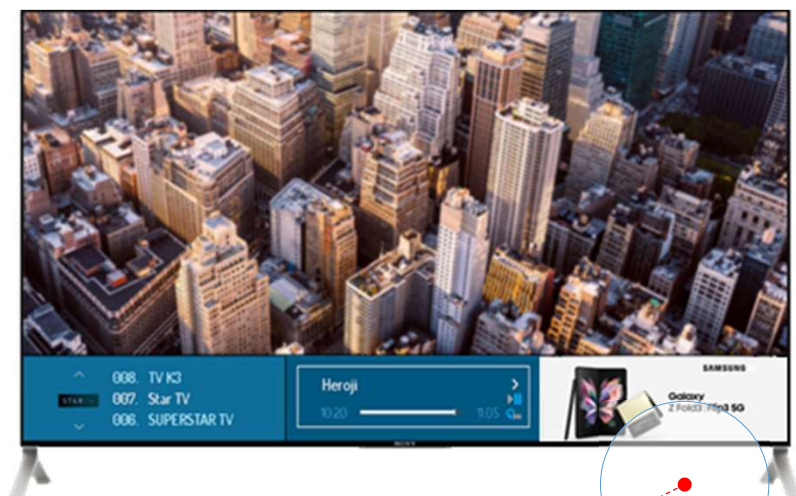 008. TV K3
007. Star TV
006. SUPERSTAR TV
Heroji
10:20
11:05
SAMSUNG
Galaxy
Z Fold3 Flip3 5G
SONY